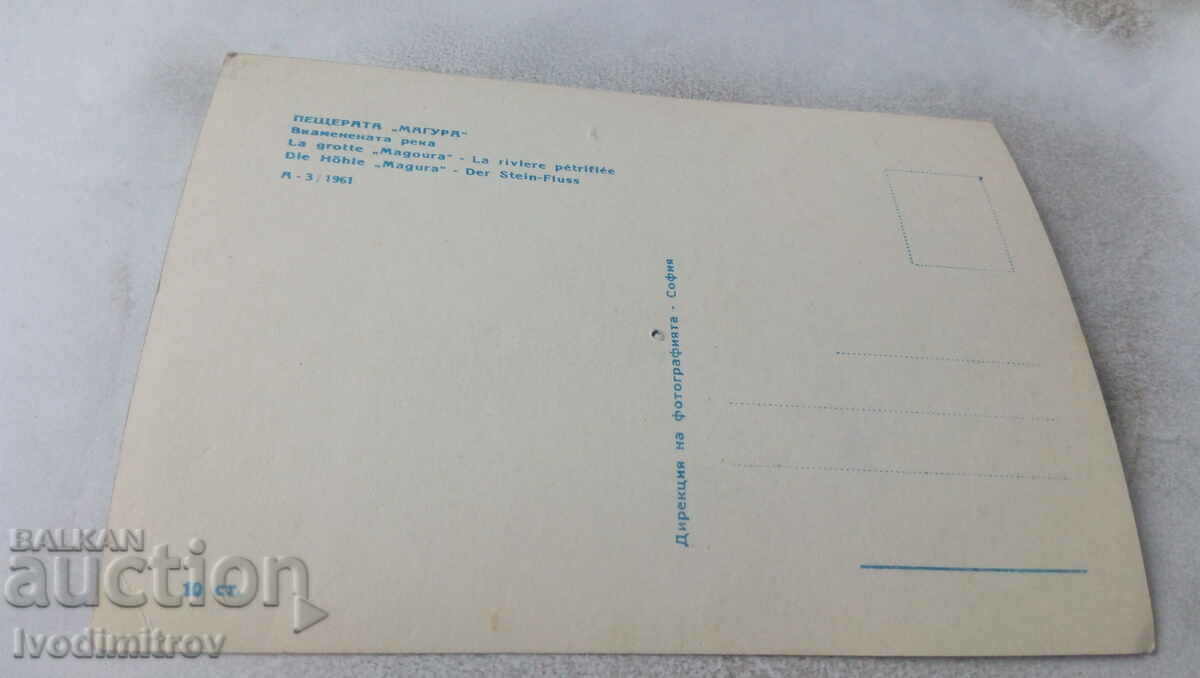 ПЕЩЕРАТА „МАГУРА“
Вкаменената река
La grotte „Magoura“ - La riviere pétrifiée
Die Höhle „Magura“ - Der Stein-Fluss
А - 3 / 1961
Дирекция на фотографията - София
10 ст.
BALKAN
auction
Ivodimitrov